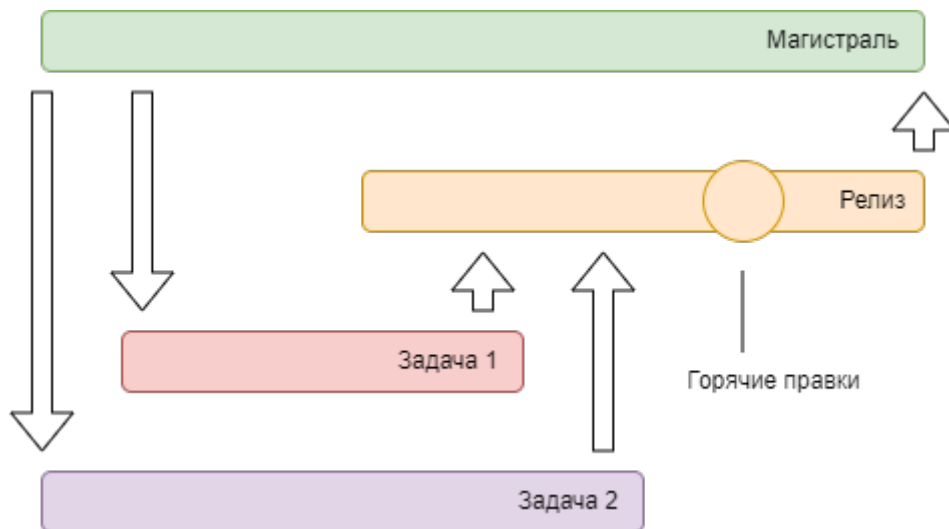 Магистраль
Релиз
Задача 1
Горячие правки
Задача 2